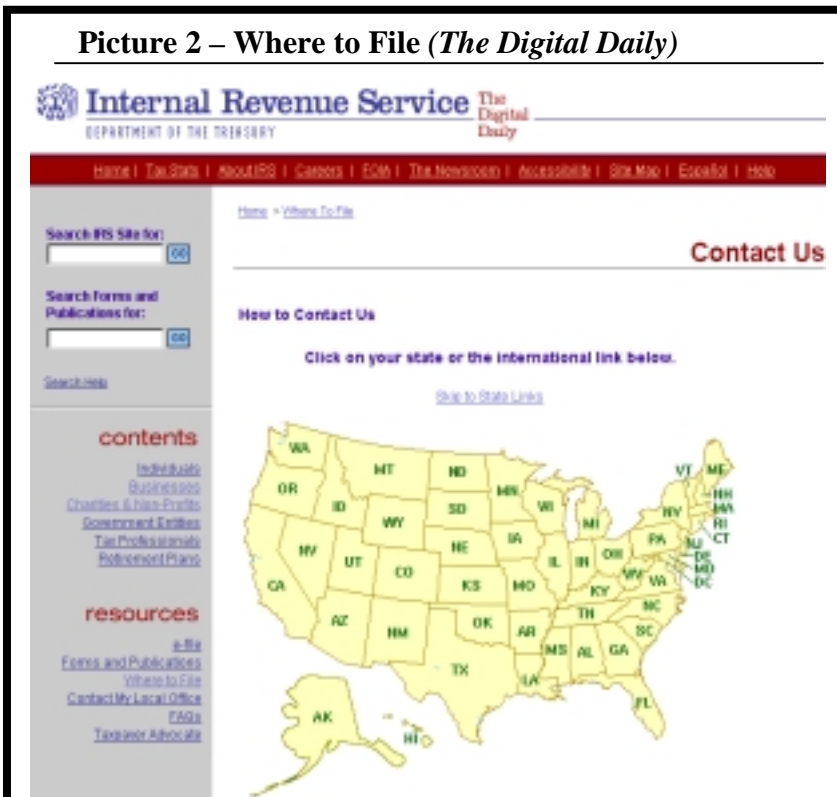 Picture 2 – Where to File (The Digital Daily)
Internal Revenue Service The Digital Daily
DEPARTMENT OF THE TREASURY
Home | Tax Stats | About IRS | Careers | FOIA | The Newsroom | Accessibility | Site Map | Español | Help
Home > Where To File
Contact Us
Search IRS Site for:
GO
Search Forms and
Publications for:
GO
Search Help
How to Contact Us
Click on your state or the international link below.
Skip to State Links
contents
Individuals
Businesses
Charities & Non-Profits
Government Entities
Tax Professionals
Retirement Plans
resources
e-file
Forms and Publications
Where to File
Contact My Local Office
FAQs
Taxpayer Advocate
WA MT ND MN VT ME
OR ID SD WI MI NY NH
MA
WY RI
NV UT NE IA PA CT
CO IL IN OH NJ
DE
MD
CA KS MO KY WV VA DC
AZ NM OK AR TN NC
SC
TX MS AL GA
LA
FL
AK HI